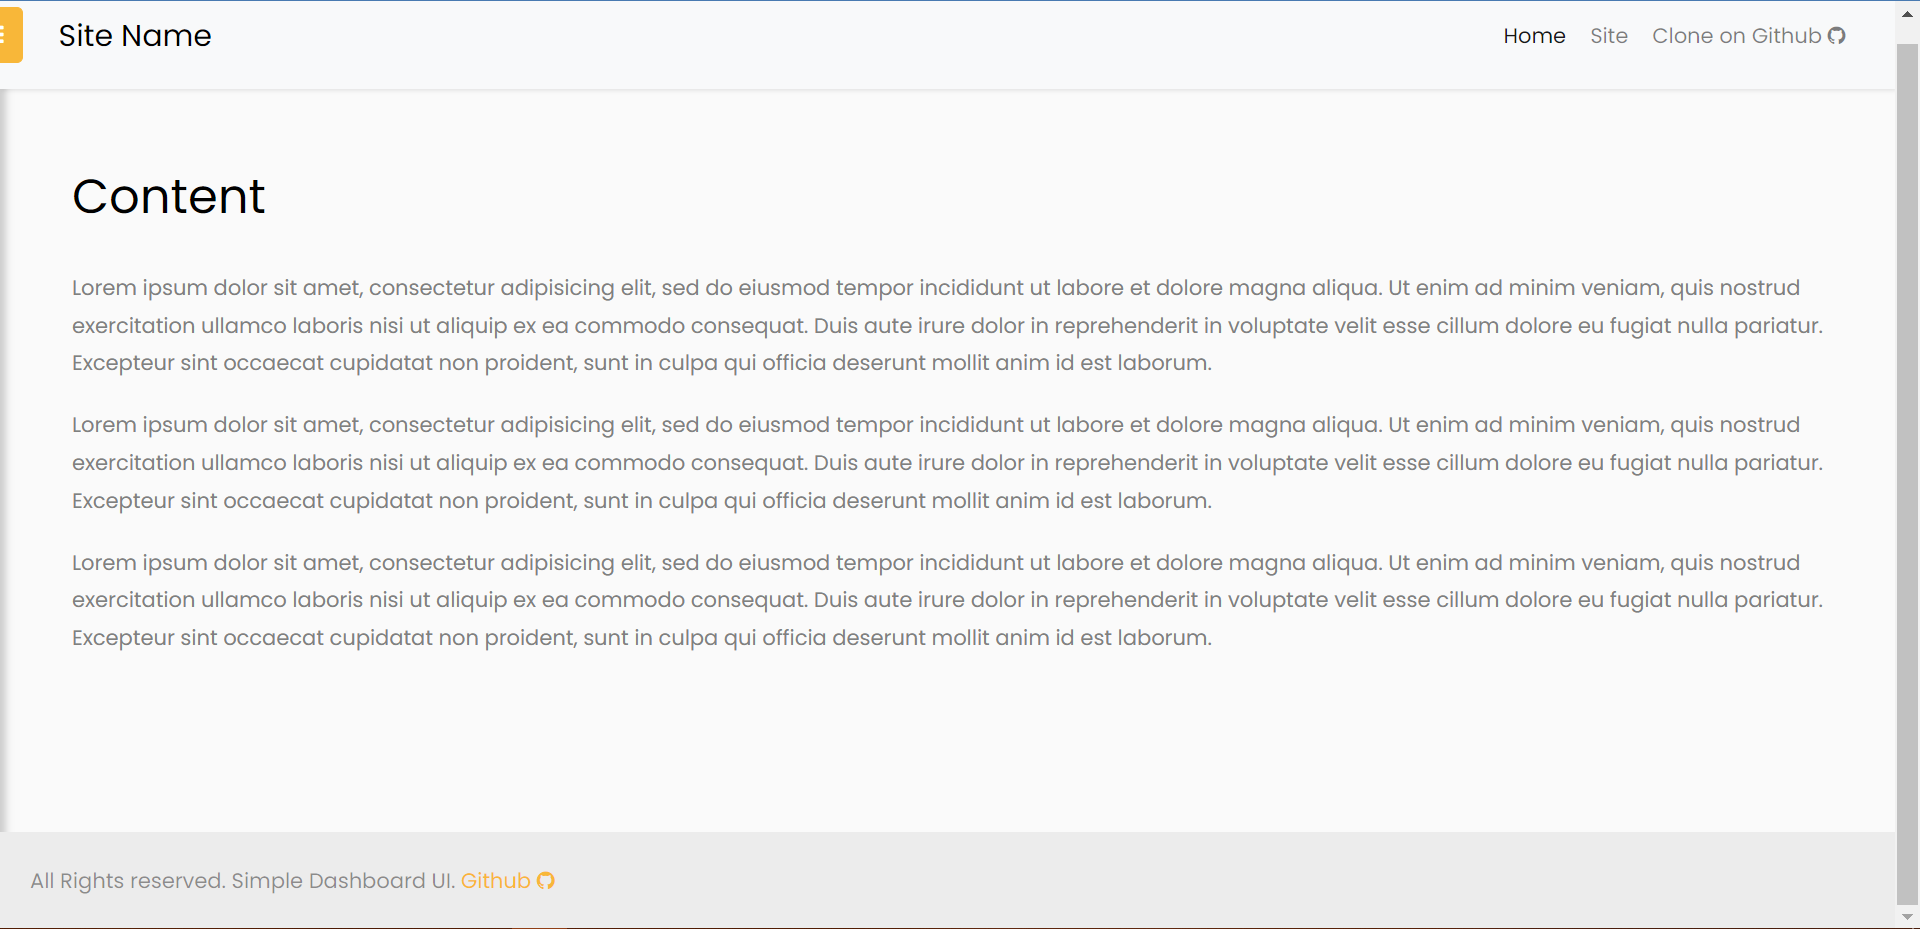 Site Name
Home Site Clone on Github
Content
Lorem ipsum dolor sit amet, consectetur adipisicing elit, sed do eiusmod tempor incididunt ut labore et dolore magna aliqua. Ut enim ad minim veniam, quis nostrud
exercitation ullamco laboris nisi ut aliquip ex ea commodo consequat. Duis aute irure dolor in reprehenderit in voluptate velit esse cillum dolore eu fugiat nulla pariatur.
Excepteur sint occaecat cupidatat non proident, sunt in culpa qui officia deserunt mollit anim id est laborum.
Lorem ipsum dolor sit amet, consectetur adipisicing elit, sed do eiusmod tempor incididunt ut labore et dolore magna aliqua. Ut enim ad minim veniam, quis nostrud
exercitation ullamco laboris nisi ut aliquip ex ea commodo consequat. Duis aute irure dolor in reprehenderit in voluptate velit esse cillum dolore eu fugiat nulla pariatur.
Excepteur sint occaecat cupidatat non proident, sunt in culpa qui officia deserunt mollit anim id est laborum.
Lorem ipsum dolor sit amet, consectetur adipisicing elit, sed do eiusmod tempor incididunt ut labore et dolore magna aliqua. Ut enim ad minim veniam, quis nostrud
exercitation ullamco laboris nisi ut aliquip ex ea commodo consequat. Duis aute irure dolor in reprehenderit in voluptate velit esse cillum dolore eu fugiat nulla pariatur.
Excepteur sint occaecat cupidatat non proident, sunt in culpa qui officia deserunt mollit anim id est laborum.
All Rights reserved. Simple Dashboard UI. Github